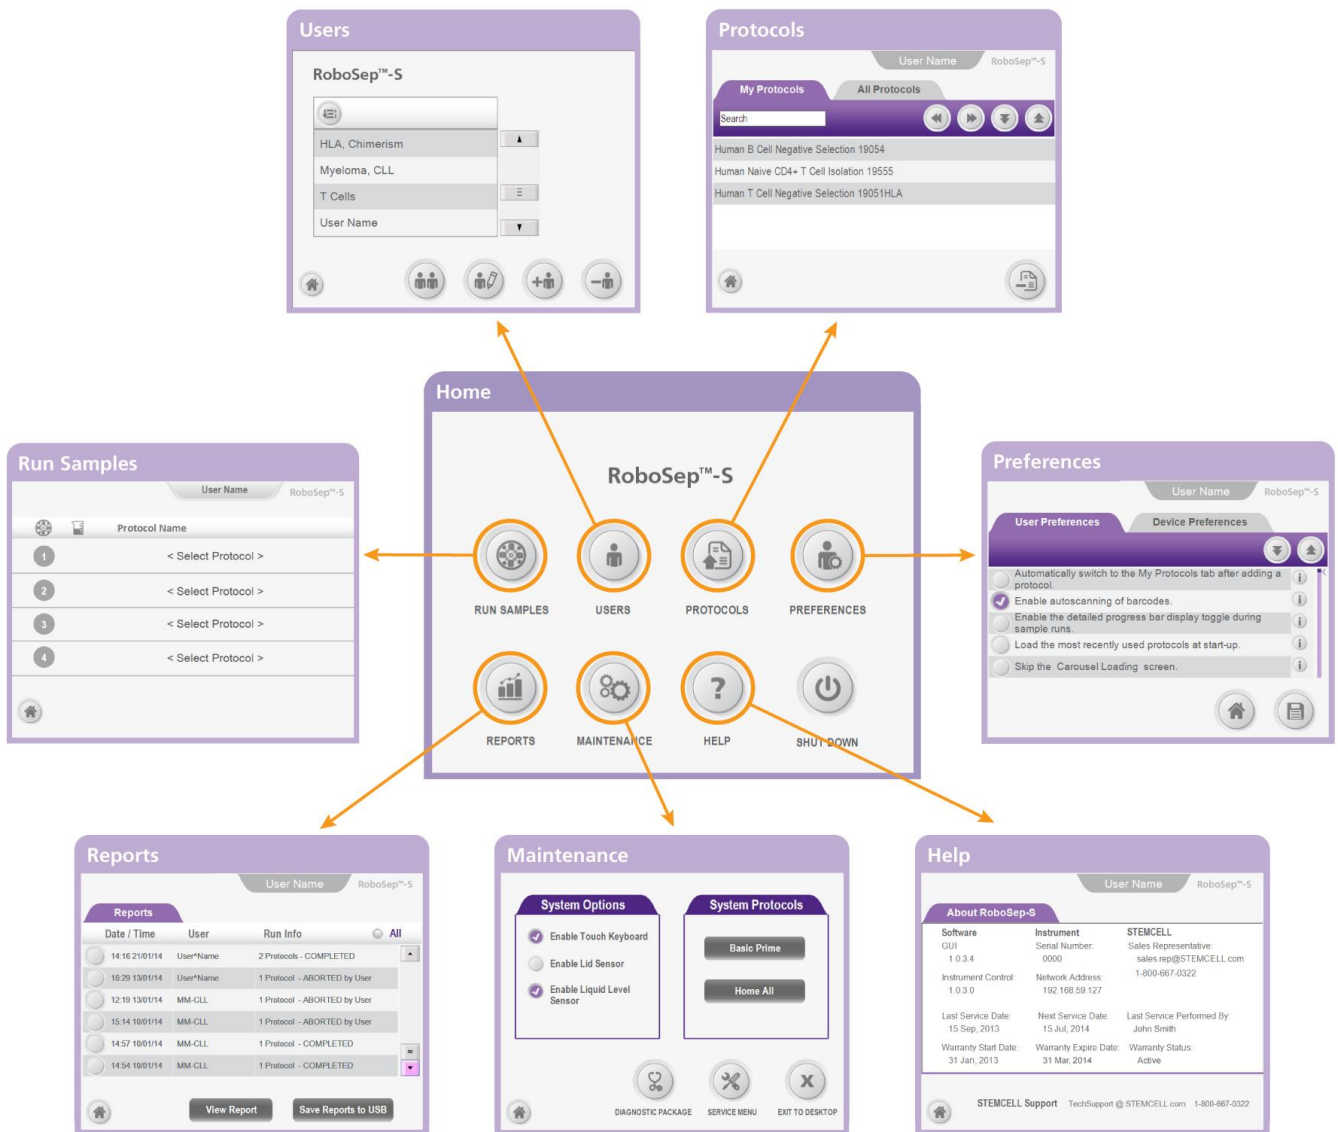 Users
RoboSep™-S
HLA, Chimerism
Myeloma, CLL
T Cells
User Name
Protocols
User Name RoboSep™-S
My Protocols All Protocols
Search
Human B Cell Negative Selection 19054
Human Naive CD4+ T Cell Isolation 19555
Human T Cell Negative Selection 19051HLA
Home
RoboSep™-S
RUN SAMPLES USERS PROTOCOLS PREFERENCES
REPORTS MAINTENANCE HELP SHUT DOWN
Run Samples
User Name RoboSep™-S
Protocol Name
1 < Select Protocol >
2 < Select Protocol >
3 < Select Protocol >
4 < Select Protocol >
Preferences
User Name RoboSep™-S
User Preferences Device Preferences
Automatically switch to the My Protocols tab after adding a
protocol.
Enable autoscanning of barcodes.
Enable the detailed progress bar display toggle during
sample runs.
Load the most recently used protocols at start-up.
Skip the Carousel Loading screen.
Reports
User Name RoboSep™-S
Reports
Date / Time User Run Info All
14:16 21/01/14 User^Name 2 Protocols - COMPLETED
16:29 13/01/14 User^Name 1 Protocol - ABORTED by User
12:19 13/01/14 MM-CLL 1 Protocol - ABORTED by User
15:14 10/01/14 MM-CLL 1 Protocol - ABORTED by User
14:57 10/01/14 MM-CLL 1 Protocol - COMPLETED
14:54 10/01/14 MM-CLL 1 Protocol - COMPLETED
View Report Save Reports to USB
Maintenance
System Options
Enable Touch Keyboard
Enable Lid Sensor
Enable Liquid Level
Sensor
System Protocols
Basic Prime
Home All
DIAGNOSTIC PACKAGE SERVICE MENU EXIT TO DESKTOP
Help
User Name RoboSep™-S
About RoboSep-S
Software Instrument STEMCELL
GUI Serial Number: Sales Representative:
1.0.3.4 0000 sales.rep@STEMCELL.com
Instrument Control: Network Address: 1-800-667-0322
1.0.3.0 192.168.59.127
Last Service Date: Next Service Date: Last Service Performed By:
15 Sep, 2013 15 Jul, 2014 John Smith
Warranty Start Date: Warranty Expire Date: Warranty Status:
31 Jan, 2013 31 Mar, 2014 Active
STEMCELL Support TechSupport @ STEMCELL.com 1-800-667-0322